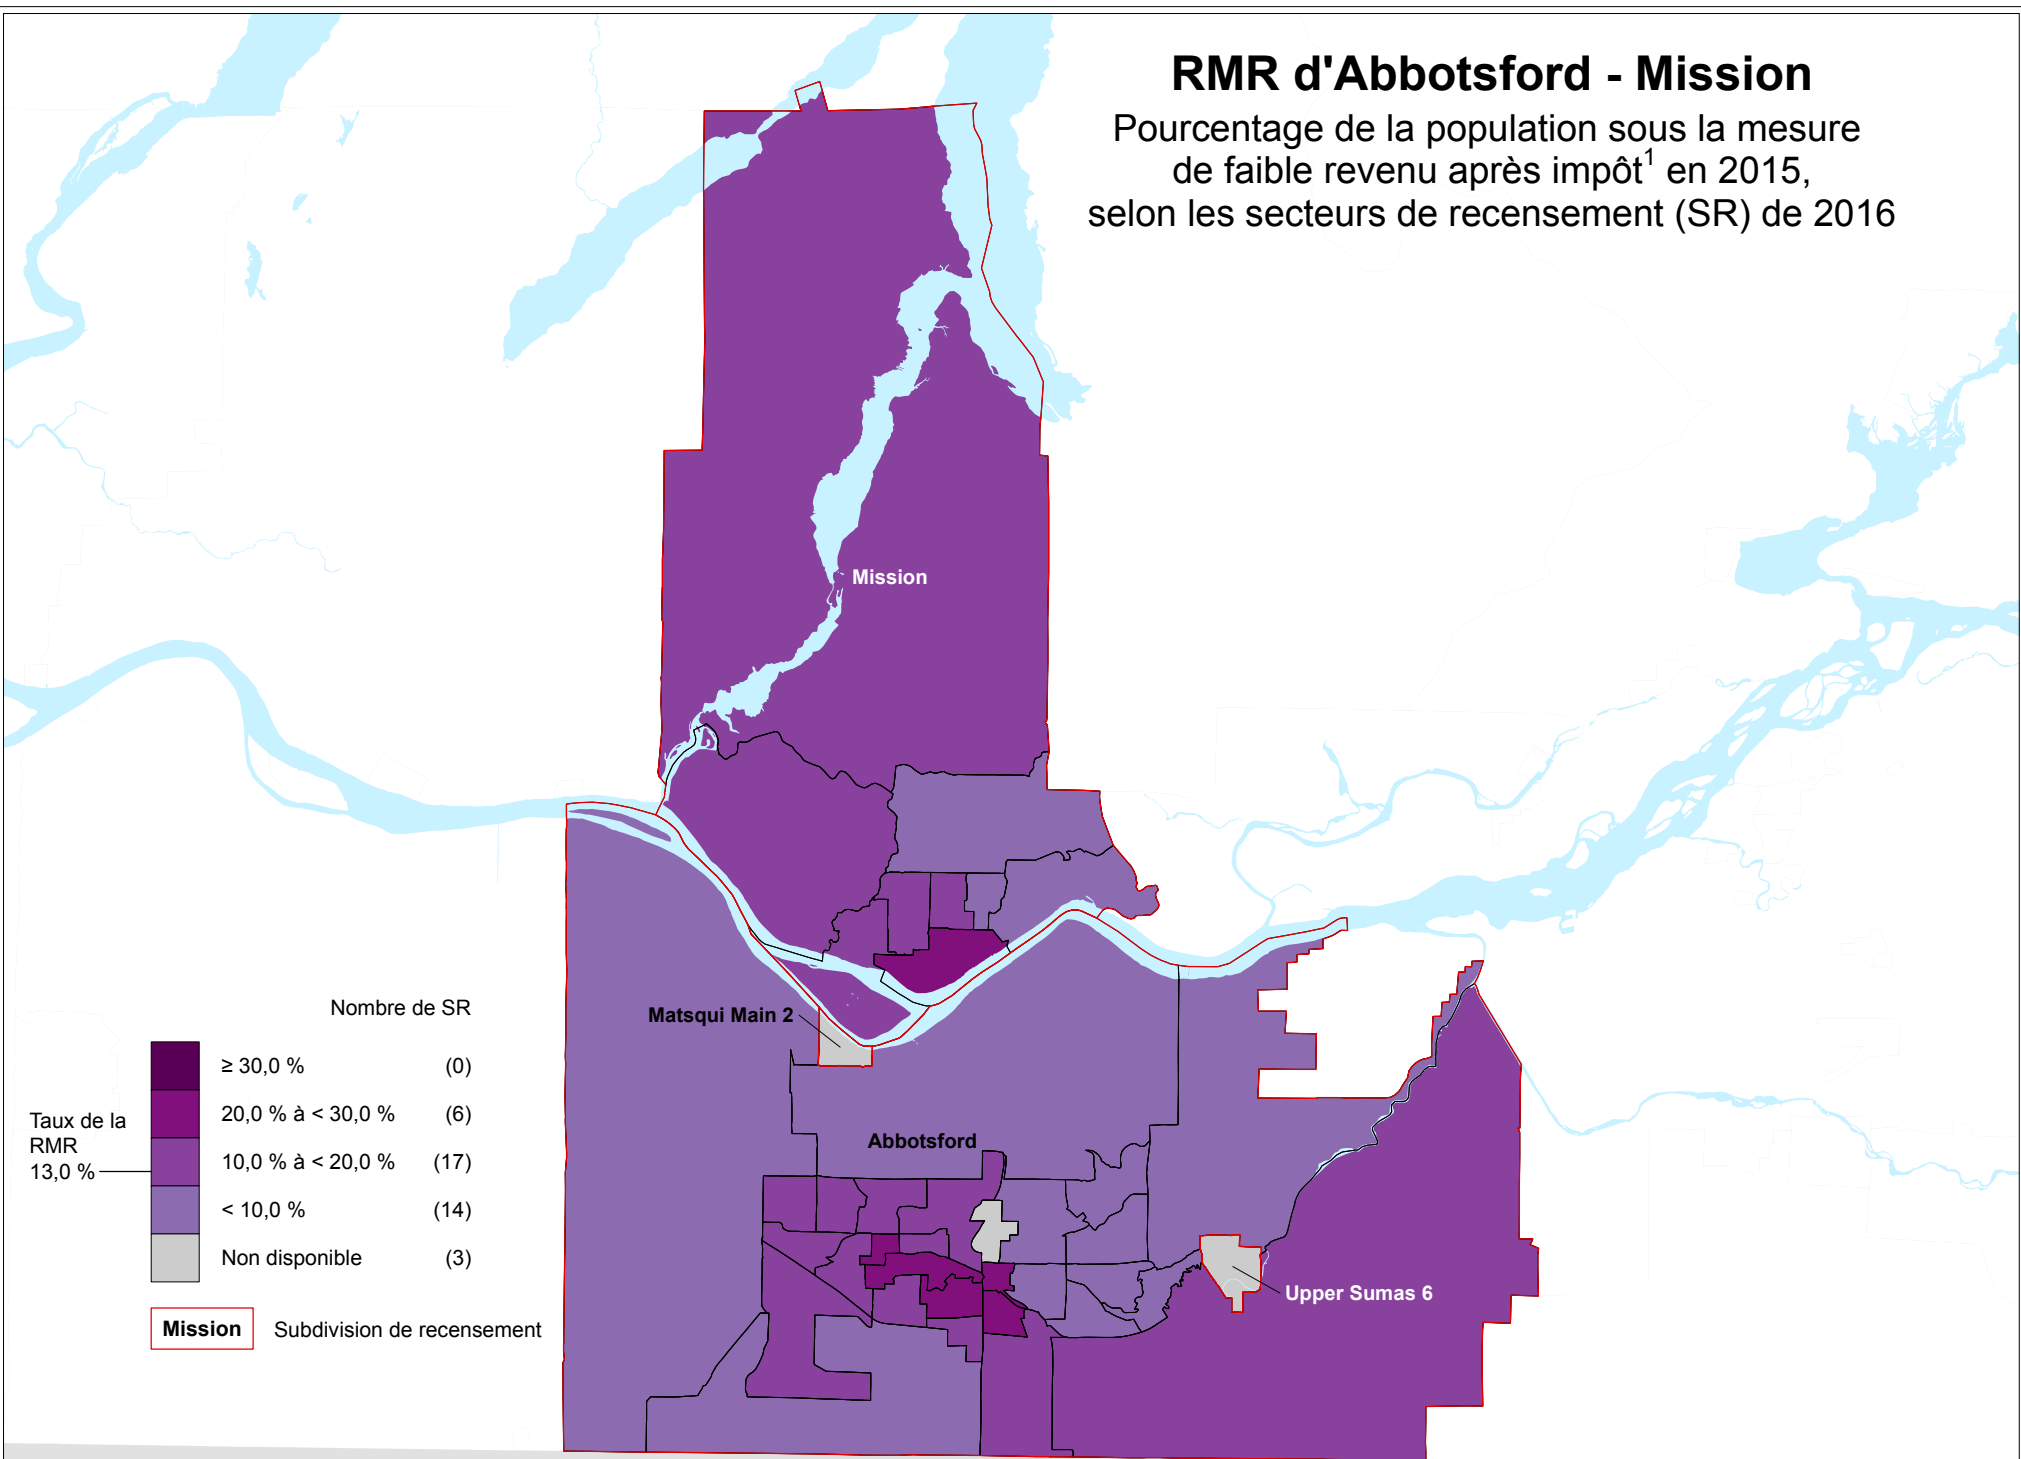 RMR d'Abbotsford - Mission
Pourcentage de la population sous la mesure
de faible revenu après impôt¹ en 2015,
selon les secteurs de recensement (SR) de 2016
Mission
Matsqui Main 2
Abbotsford
Upper Sumas 6
Nombre de SR
≥ 30,0 % (0)
20,0 % à < 30,0 % (6)
10,0 % à < 20,0 % (17)
< 10,0 % (14)
Non disponible (3)
Taux de la
RMR
13,0 %
Mission Subdivision de recensement